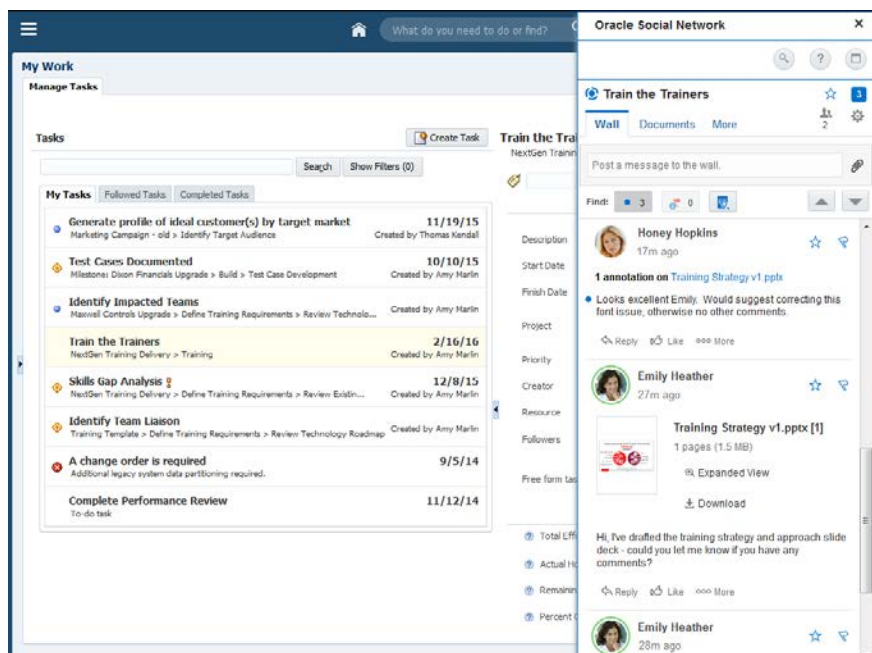 What do you need to do or find?
My Work
Manage Tasks
Tasks
Create Task
Search
Show Filters (0)
My Tasks
Followed Tasks
Completed Tasks
Generate profile of ideal customer(s) by target market
11/19/15
Marketing Campaign - old > Identify Target Audience
Created by Thomas Kendall
Test Cases Documented
10/10/15
Milestone: Dixon Financials Upgrade > Build > Test Case Development
Created by Amy Marlin
Identify Impacted Teams
Maxwell Controls Upgrade > Define Training Requirements > Review Technolo...
Created by Amy Marlin
Train the Trainers
2/16/16
NextGen Training Delivery > Training
Created by Amy Marlin
Skills Gap Analysis
12/8/15
NextGen Training Delivery > Define Training Requirements > Review Existin...
Created by Amy Marlin
Identify Team Liaison
Training Template > Define Training Requirements > Review Technology Roadmap
Created by Amy Marlin
A change order is required
9/5/14
Additional legacy system data partitioning required.
Complete Performance Review
11/12/14
To-do task
Train the Trai
NextGen Trainin
Description
Start Date
Finish Date
Project
Priority
Creator
Resource
Followers
Free form tas
Total Effo
Actual Ho
Remainin
Percent C
Oracle Social Network
Train the Trainers
3
Wall
Documents
More
2
Post a message to the wall.
Find:
3
0
Honey Hopkins
17m ago
1 annotation on Training Strategy v1.pptx
Looks excellent Emily. Would suggest correcting this
font issue, otherwise no other comments.
Reply
Like
More
Emily Heather
27m ago
Training Strategy v1.pptx [1]
1 pages (1.5 MB)
Expanded View
Download
Hi, I've drafted the training strategy and approach slide
deck - could you let me know if you have any
comments?
Reply
Like
More
Emily Heather
28m ago